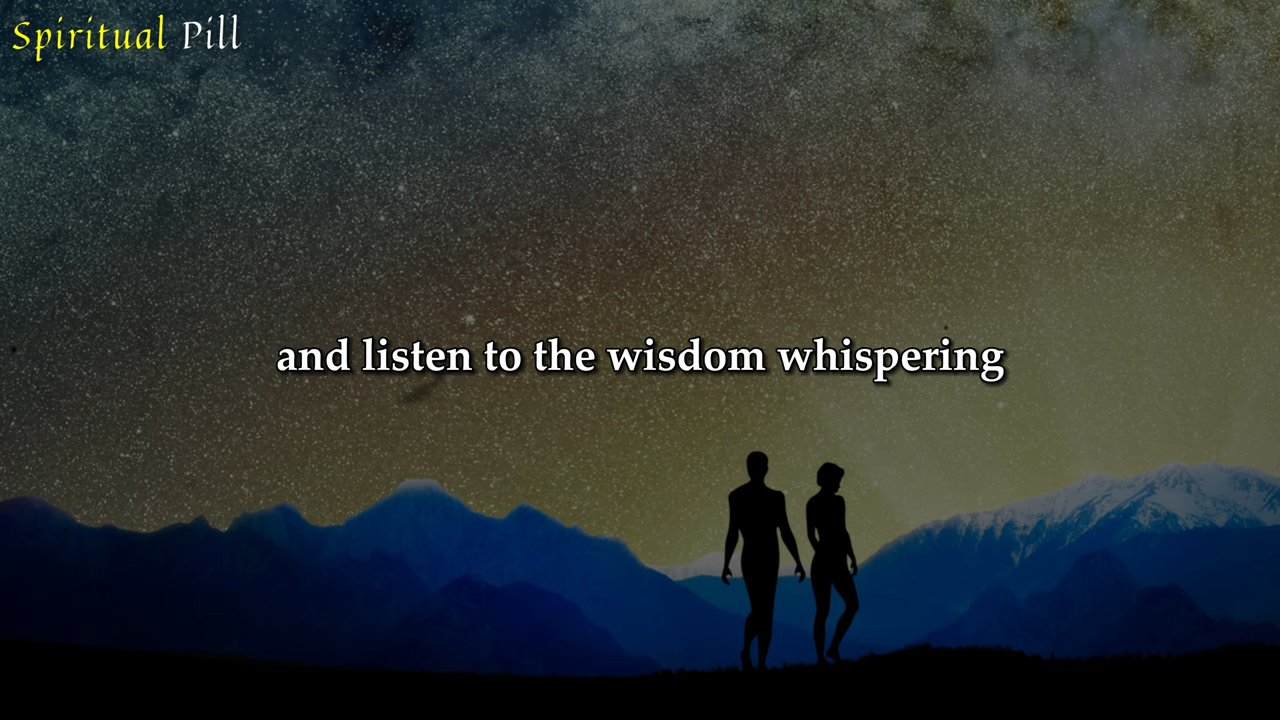 Spiritual Pill
and listen to the wisdom whispering